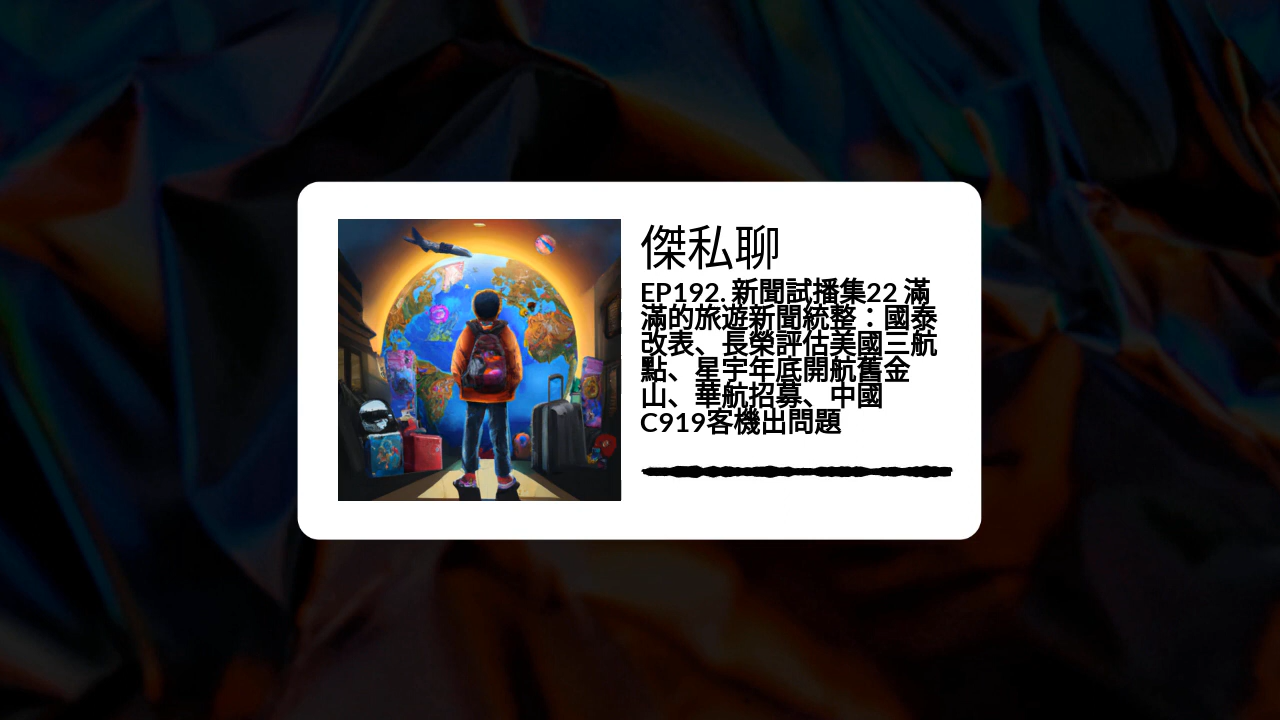 傑私聊
EP192. 新聞試播集22 滿
滿的旅遊新聞統整：國泰
改表、長榮評估美國三航
點、星宇年底開航舊金
山、華航招募、中國
C919客機出問題